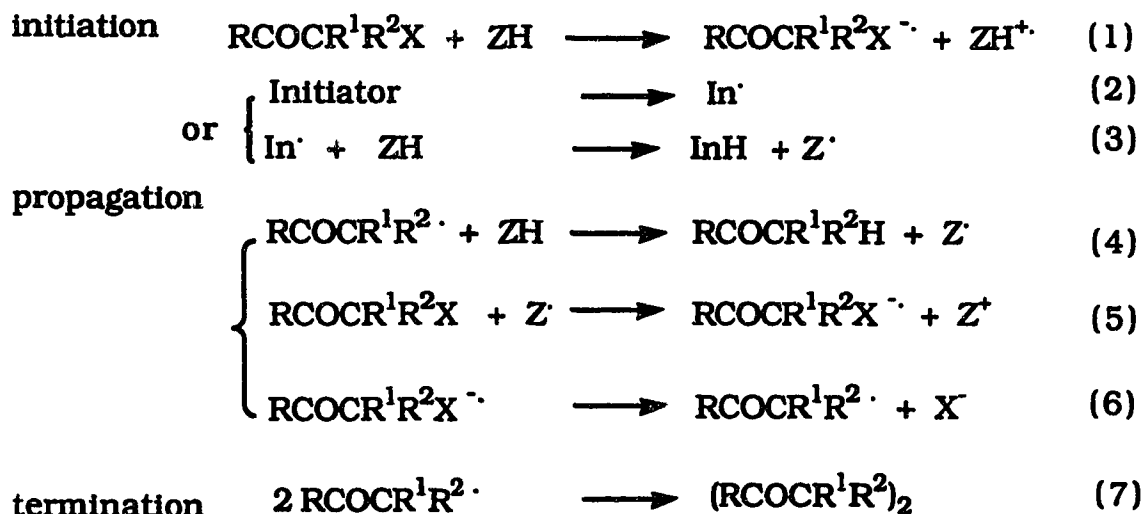 initiation RCOCR¹R²X + ZH ⟶ RCOCR¹R²X⁻· + ZH⁺· (1)
Initiator ⟶ In· (2)
or { In· + ZH ⟶ InH + Z· (3)
propagation
RCOCR¹R²· + ZH ⟶ RCOCR¹R²H + Z· (4)
RCOCR¹R²X + Z· ⟶ RCOCR¹R²X⁻· + Z⁺ (5)
RCOCR¹R²X⁻· ⟶ RCOCR¹R²· + X⁻ (6)
termination 2 RCOCR¹R²· ⟶ (RCOCR¹R²)₂ (7)